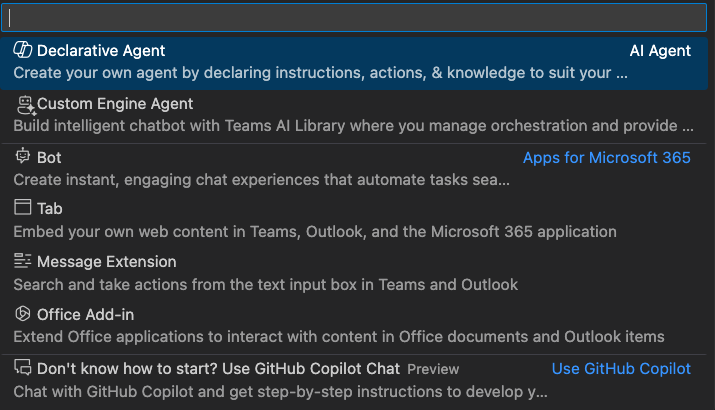 Declarative Agent AI Agent
Create your own agent by declaring instructions, actions, & knowledge to suit your ...
Custom Engine Agent
Build intelligent chatbot with Teams AI Library where you manage orchestration and provide ...
Bot Apps for Microsoft 365
Create instant, engaging chat experiences that automate tasks sea...
Tab
Embed your own web content in Teams, Outlook, and the Microsoft 365 application
Message Extension
Search and take actions from the text input box in Teams and Outlook
Office Add-in
Extend Office applications to interact with content in Office documents and Outlook items
Don't know how to start? Use GitHub Copilot Chat Preview Use GitHub Copilot
Chat with GitHub Copilot and get step-by-step instructions to develop y...